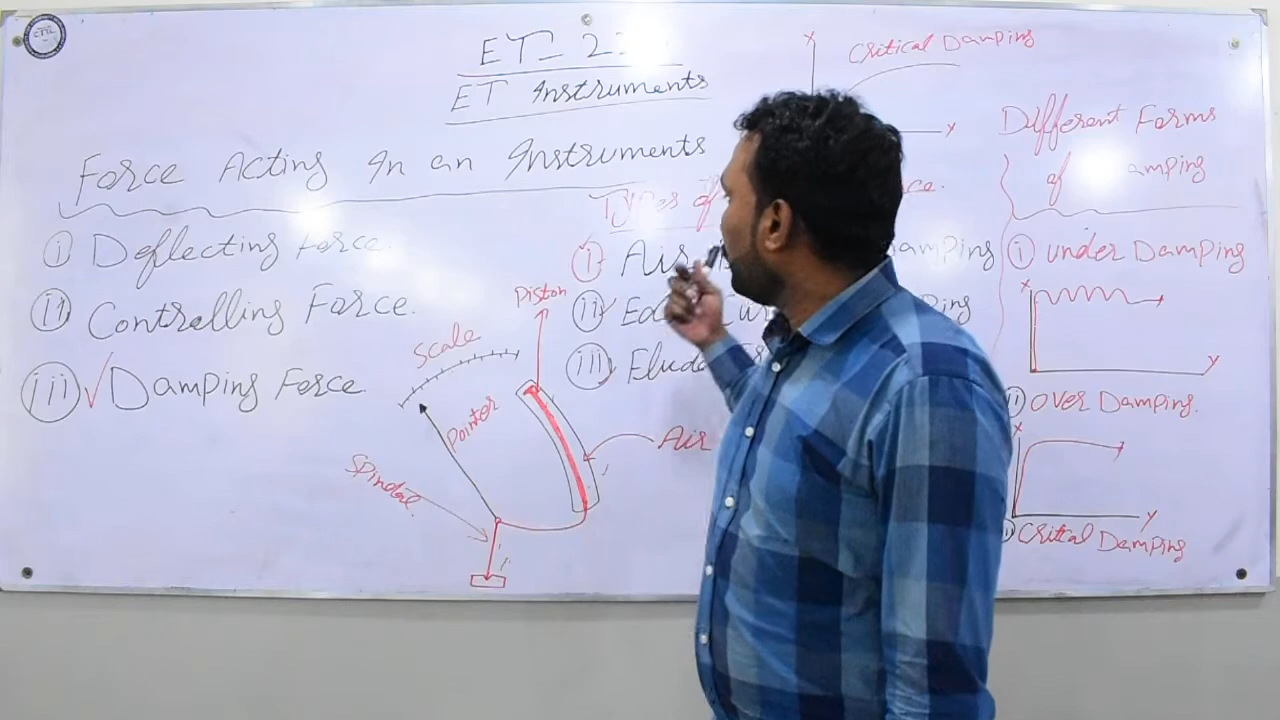 ET-2
ET Instruments
Force Acting In an Instruments
i Deflecting Force.
ii Controlling Force.
iii ✓ Damping Force
Scale
Pointer
Spindal
Piston
Air
Types of ce.
i Air amping
ii ping
iii
X
Critical Damping
Y
Different Forms
of amping
i under Damping
X
Y
OVER Damping.
X
Y
Critical Damping